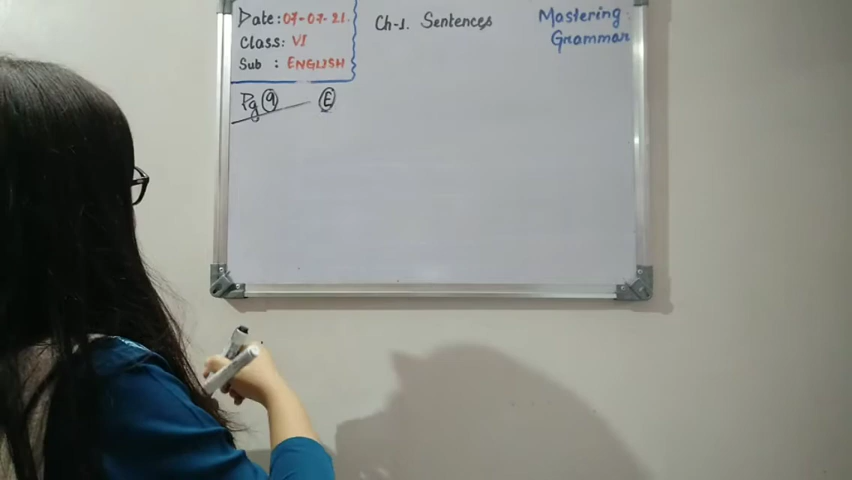 Date: 07-07-21.
Class: VI
Sub : ENGLISH
Ch-1. Sentences
Mastering
Grammar
Pg 9 E